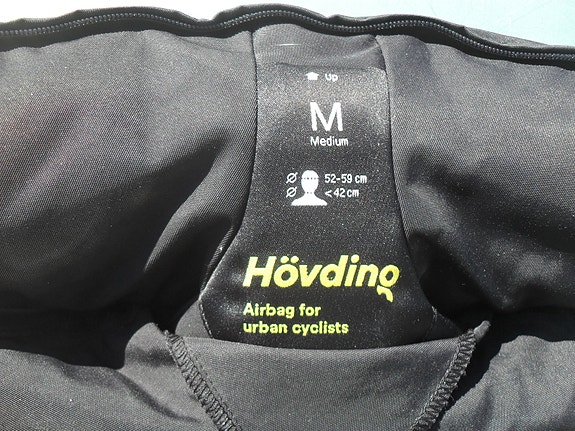 Up
M
Medium
Ø 52-59 cm
Ø <42 cm
Hövding
Airbag for
urban cyclists